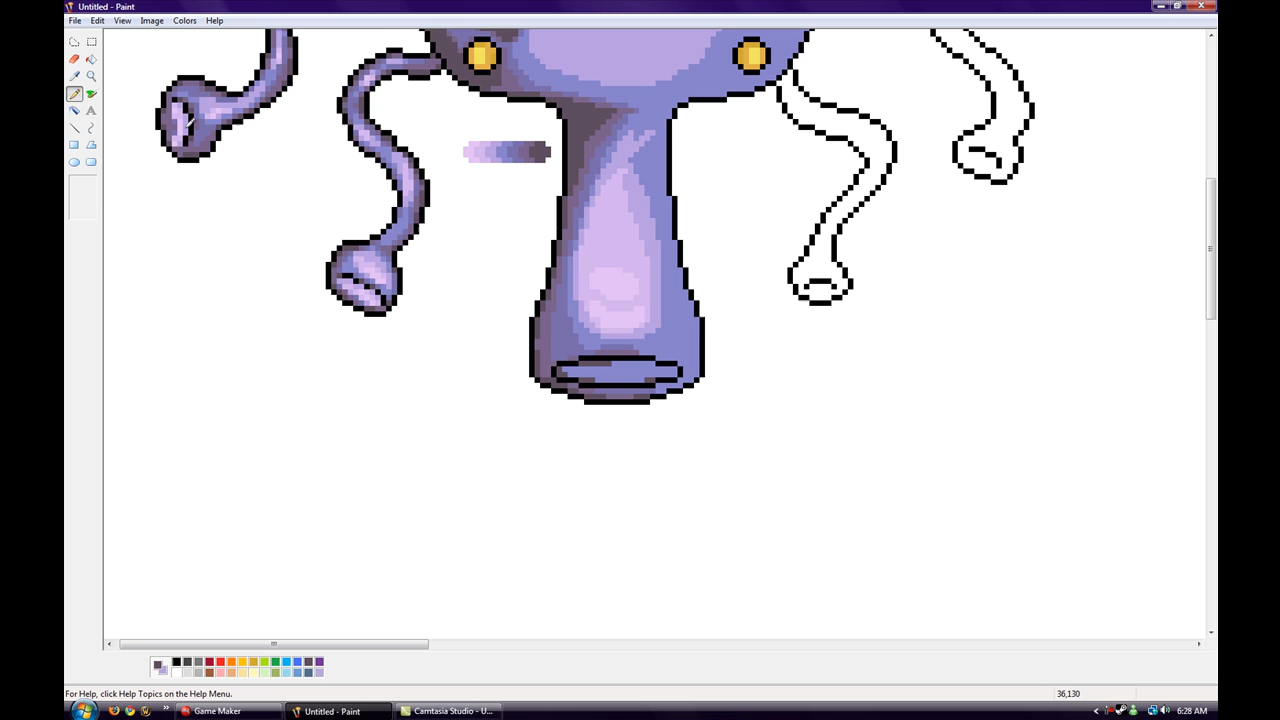 Untitled - Paint
File Edit View Image Colors Help
For Help, click Help Topics on the Help Menu.
36,130
Game Maker
Untitled - Paint
Camtasia Studio - U...
6:28 AM